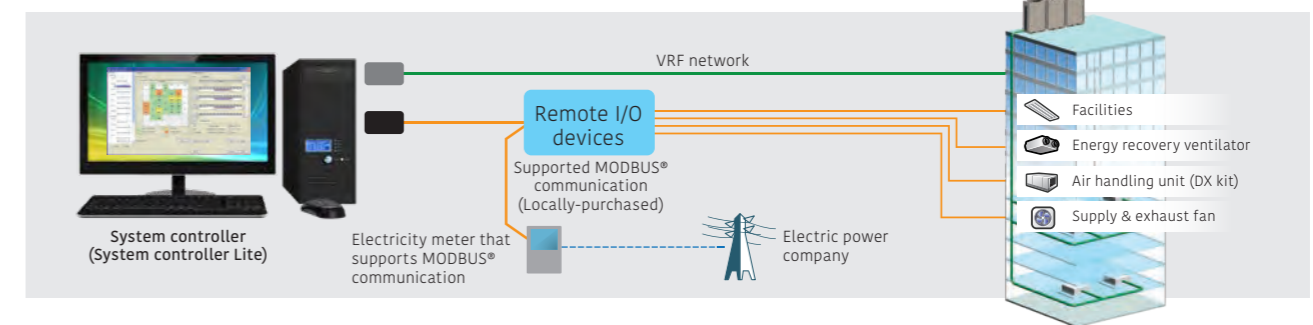 VRF network
Remote I/O
devices
Supported MODBUS®
communication
(Locally-purchased)
Facilities
Energy recovery ventilator
Air handling unit (DX kit)
Supply & exhaust fan
System controller
(System controller Lite)
Electricity meter that
supports MODBUS®
communication
Electric power
company